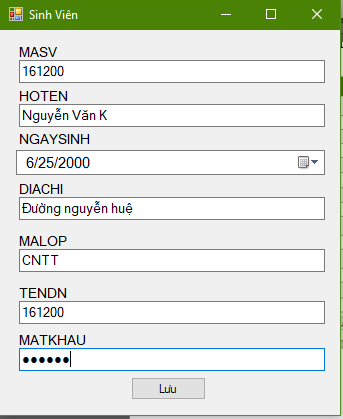 Sinh Viên
MASV
161200
HOTEN
Nguyễn Văn K
NGAYSINH
6/25/2000
DIACHI
Đường nguyễn huệ
MALOP
CNTT
TENDN
161200
MATKHAU
●●●●●●
Lưu